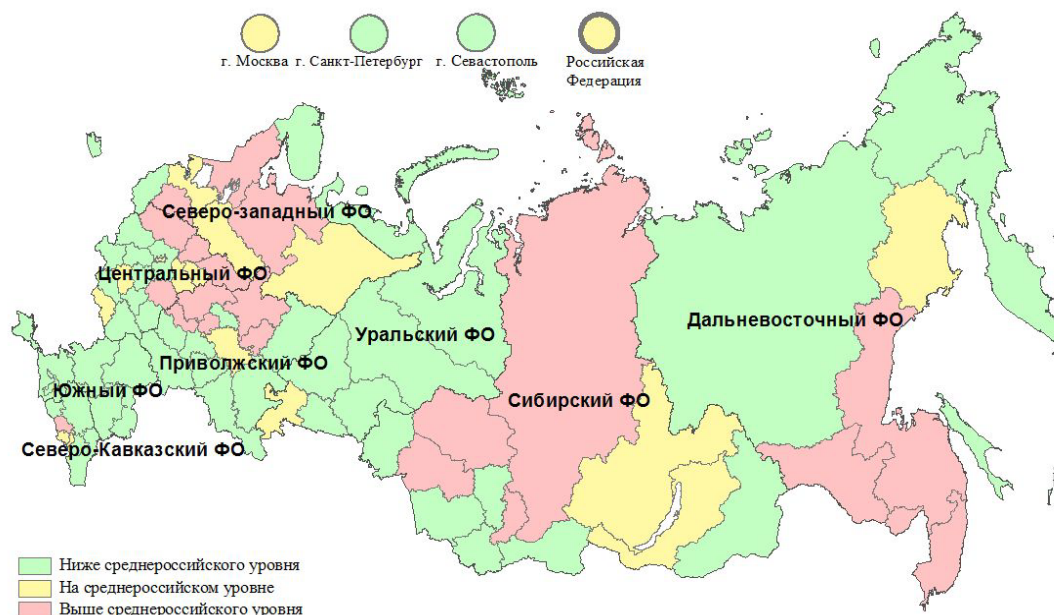 г. Москва г. Санкт-Петербург г. Севастополь Российская
Федерация
Северо-западный ФО
Центральный ФО
Дальневосточный ФО
Уральский ФО
Приволжский ФО
Южный ФО
Сибирский ФО
Северо-Кавказский ФО
Ниже среднероссийского уровня
На среднероссийском уровне
Выше среднероссийского уровня